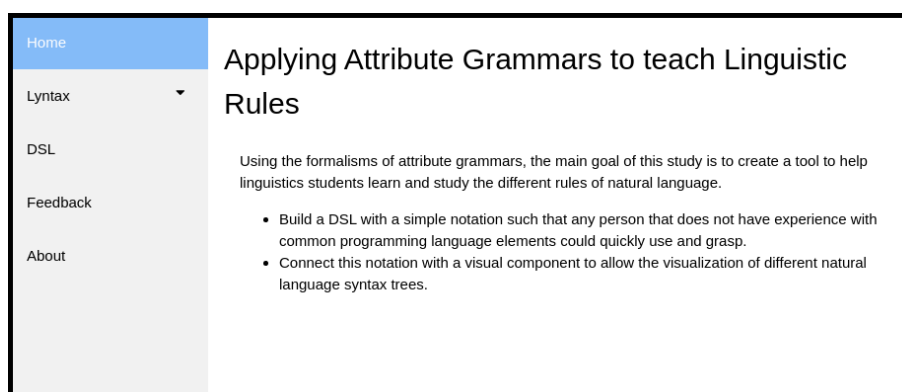 Home
Lyntax
DSL
Feedback
About
Applying Attribute Grammars to teach Linguistic
Rules
Using the formalisms of attribute grammars, the main goal of this study is to create a tool to help
linguistics students learn and study the different rules of natural language.
• Build a DSL with a simple notation such that any person that does not have experience with
common programming language elements could quickly use and grasp.
• Connect this notation with a visual component to allow the visualization of different natural
language syntax trees.